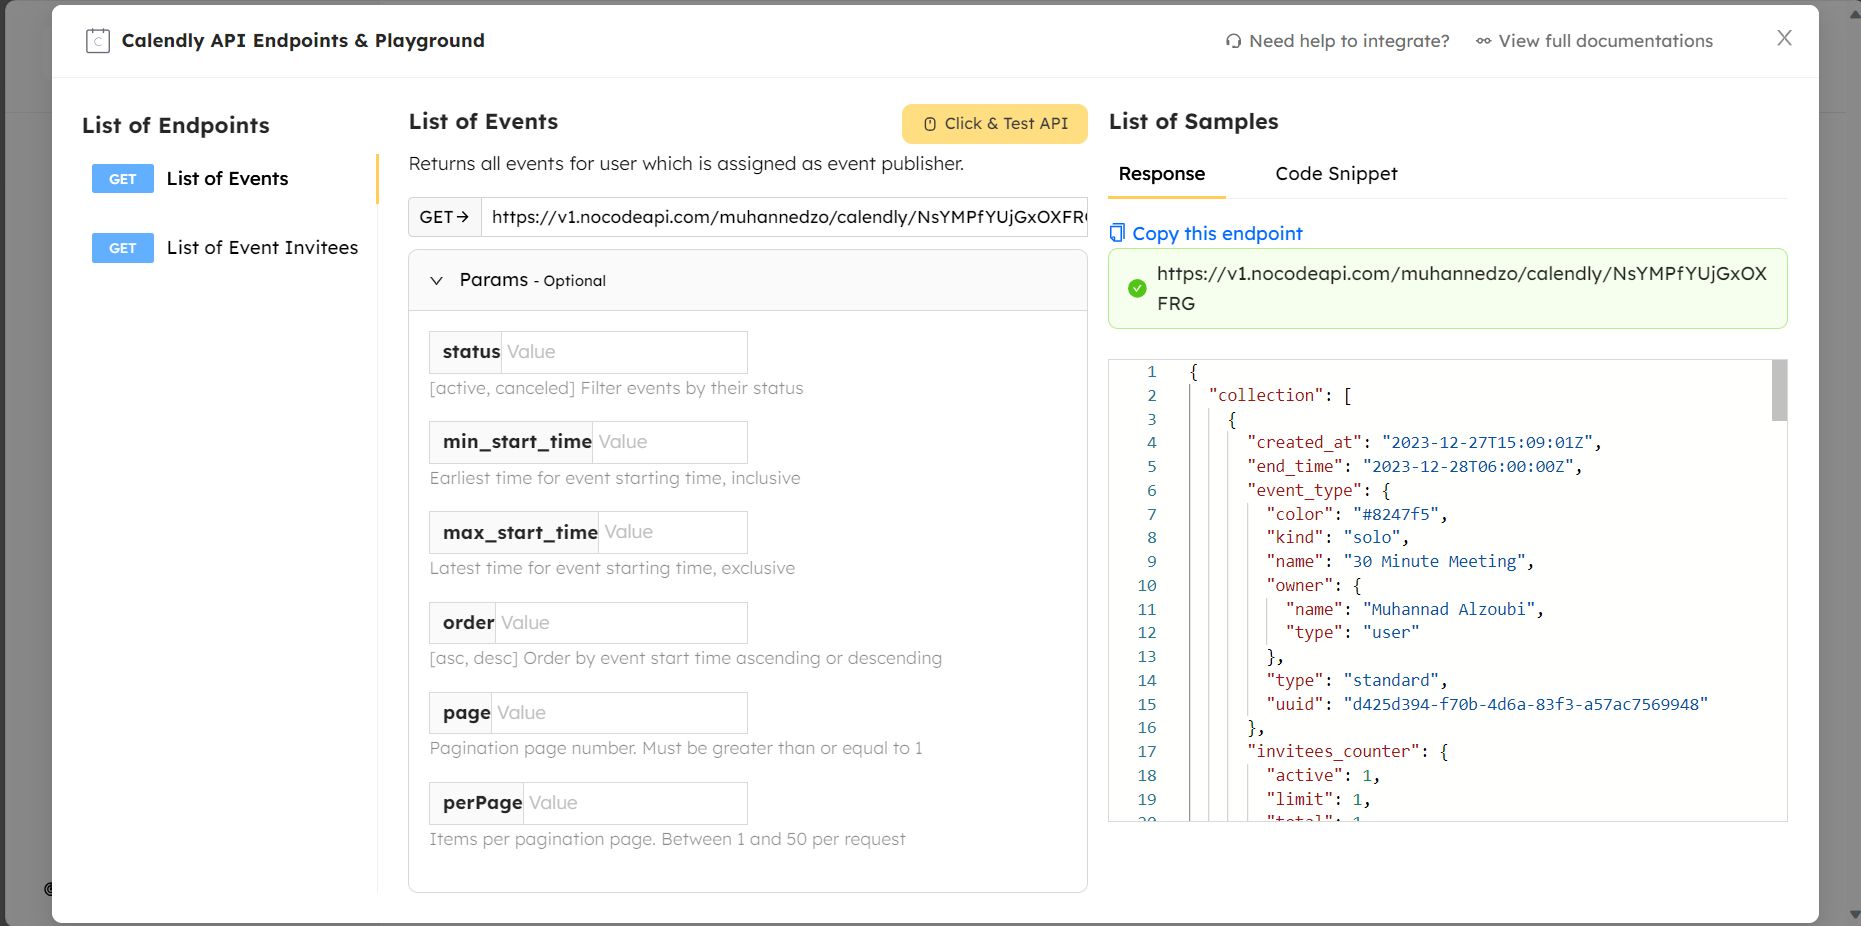 Calendly API Endpoints & Playground
Need help to integrate?
View full documentations
List of Endpoints
GET List of Events
GET List of Event Invitees
List of Events
Click & Test API
Returns all events for user which is assigned as event publisher.
GET→ https://v1.nocodeapi.com/muhannedzo/calendly/NsYMPfYUjGxOXFR
Params - Optional
status Value
[active, canceled] Filter events by their status
min_start_time Value
Earliest time for event starting time, inclusive
max_start_time Value
Latest time for event starting time, exclusive
order Value
[asc, desc] Order by event start time ascending or descending
page Value
Pagination page number. Must be greater than or equal to 1
perPage Value
Items per pagination page. Between 1 and 50 per request
List of Samples
Response Code Snippet
Copy this endpoint
https://v1.nocodeapi.com/muhannedzo/calendly/NsYMPfYUjGxOX
FRG
1 {
2 "collection": [
3 {
4 "created_at": "2023-12-27T15:09:01Z",
5 "end_time": "2023-12-28T06:00:00Z",
6 "event_type": {
7 "color": "#8247f5",
8 "kind": "solo",
9 "name": "30 Minute Meeting",
10 "owner": {
11 "name": "Muhannad Alzoubi",
12 "type": "user"
13 },
14 "type": "standard",
15 "uuid": "d425d394-f70b-4d6a-83f3-a57ac7569948"
16 },
17 "invitees_counter": {
18 "active": 1,
19 "limit": 1,
20 "total": 1